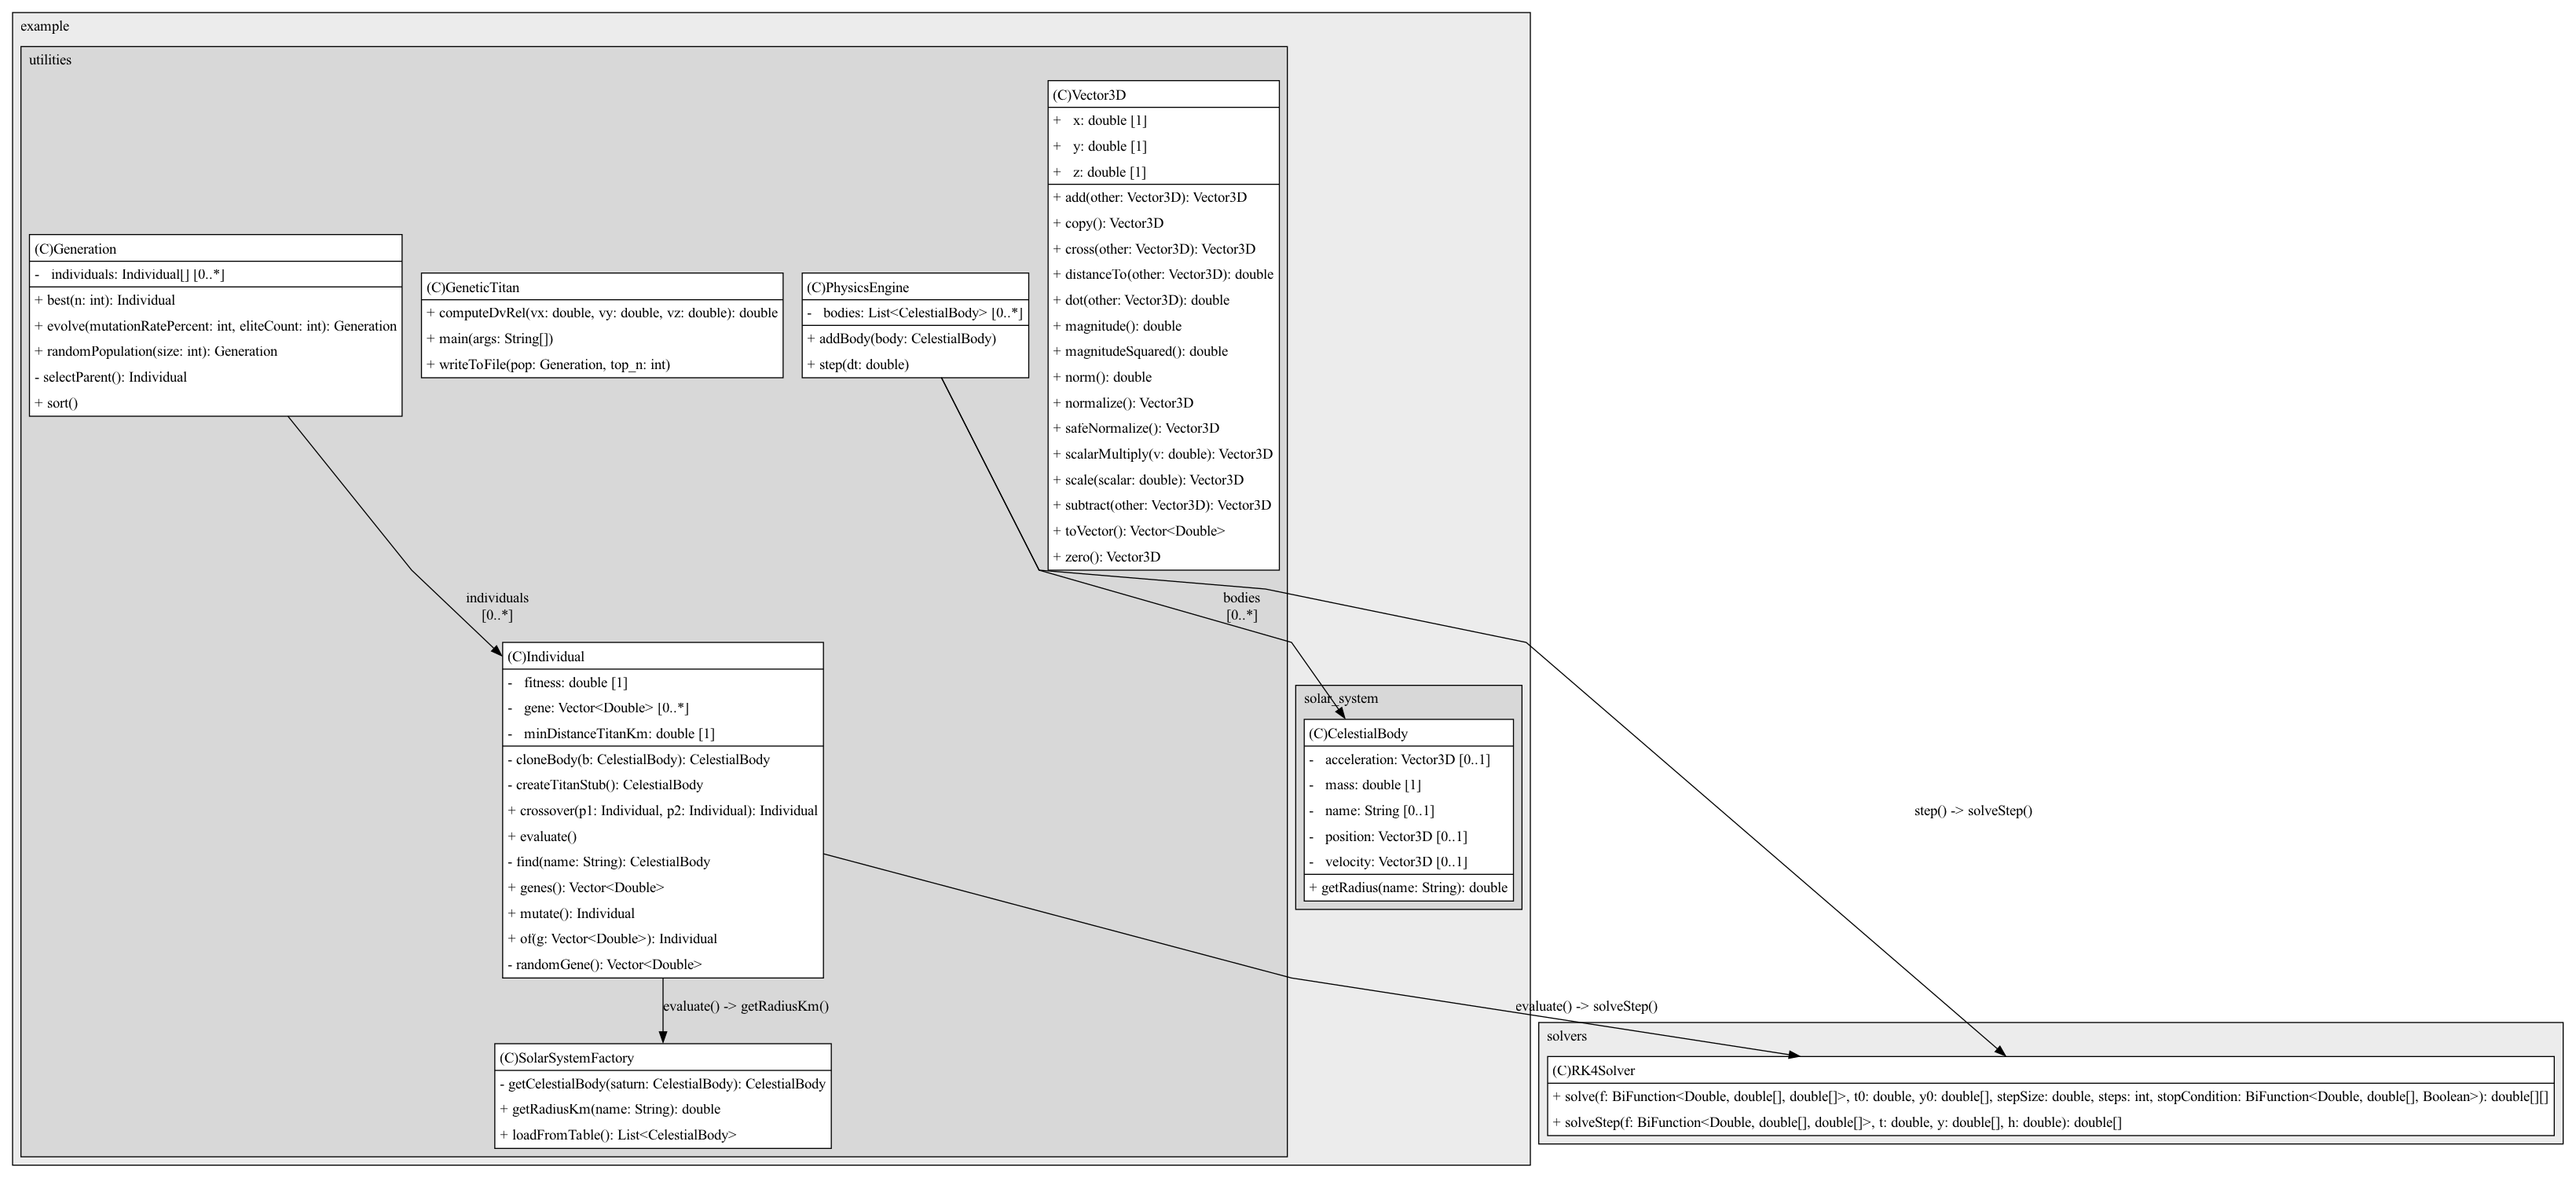 example
utilities
(C)Vector3D
+ x: double [1]
+ y: double [1]
+ z: double [1]
+ add(other: Vector3D): Vector3D
+ copy(): Vector3D
+ cross(other: Vector3D): Vector3D
+ distanceTo(other: Vector3D): double
+ dot(other: Vector3D): double
+ magnitude(): double
+ magnitudeSquared(): double
+ norm(): double
+ normalize(): Vector3D
+ safeNormalize(): Vector3D
+ scalarMultiply(v: double): Vector3D
+ scale(scalar: double): Vector3D
+ subtract(other: Vector3D): Vector3D
+ toVector(): Vector<Double>
+ zero(): Vector3D
(C)Generation
- individuals: Individual[] [0..*]
+ best(n: int): Individual
+ evolve(mutationRatePercent: int, eliteCount: int): Generation
+ randomPopulation(size: int): Generation
- selectParent(): Individual
+ sort()
(C)GeneticTitan
+ computeDvRel(vx: double, vy: double, vz: double): double
+ main(args: String[])
+ writeToFile(pop: Generation, top_n: int)
(C)PhysicsEngine
- bodies: List<CelestialBody> [0..*]
+ addBody(body: CelestialBody)
+ step(dt: double)
individuals
[0..*]
bodies
[0..*]
(C)Individual
- fitness: double [1]
- gene: Vector<Double> [0..*]
- minDistanceTitanKm: double [1]
- cloneBody(b: CelestialBody): CelestialBody
- createTitanStub(): CelestialBody
+ crossover(p1: Individual, p2: Individual): Individual
+ evaluate()
- find(name: String): CelestialBody
+ genes(): Vector<Double>
+ mutate(): Individual
+ of(g: Vector<Double>): Individual
- randomGene(): Vector<Double>
solar_system
(C)CelestialBody
- acceleration: Vector3D [0..1]
- mass: double [1]
- name: String [0..1]
- position: Vector3D [0..1]
- velocity: Vector3D [0..1]
+ getRadius(name: String): double
step() -> solveStep()
evaluate() -> getRadiusKm()
evaluate() -> solveStep()
(C)SolarSystemFactory
- getCelestialBody(saturn: CelestialBody): CelestialBody
+ getRadiusKm(name: String): double
+ loadFromTable(): List<CelestialBody>
solvers
(C)RK4Solver
+ solve(f: BiFunction<Double, double[], double[]>, t0: double, y0: double[], stepSize: double, steps: int, stopCondition: BiFunction<Double, double[], Boolean>): double[][]
+ solveStep(f: BiFunction<Double, double[], double[]>, t: double, y: double[], h: double): double[]